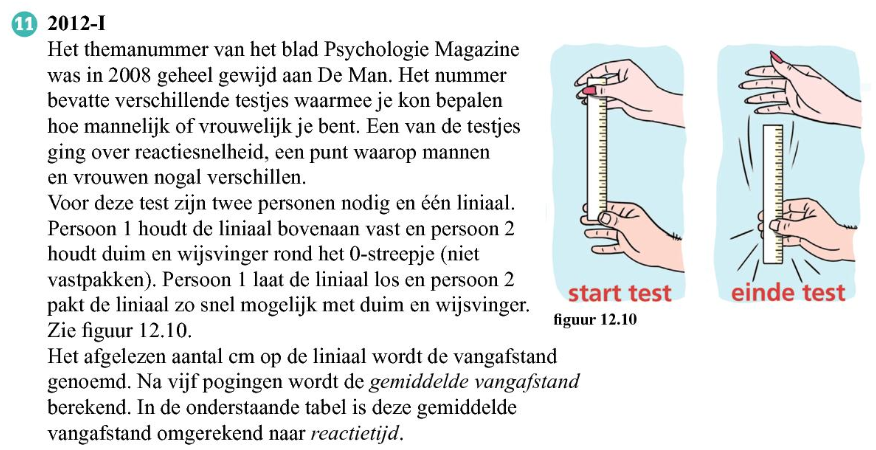 11 2012-I
Het themanummer van het blad Psychologie Magazine
was in 2008 geheel gewijd aan De Man. Het nummer
bevatte verschillende testjes waarmee je kon bepalen
hoe mannelijk of vrouwelijk je bent. Een van de testjes
ging over reactiesnelheid, een punt waarop mannen
en vrouwen nogal verschillen.
Voor deze test zijn twee personen nodig en één liniaal.
Persoon 1 houdt de liniaal bovenaan vast en persoon 2
houdt duim en wijsvinger rond het 0-streepje (niet
vastpakken). Persoon 1 laat de liniaal los en persoon 2
pakt de liniaal zo snel mogelijk met duim en wijsvinger.
Zie figuur 12.10.
Het afgelezen aantal cm op de liniaal wordt de vangafstand
genoemd. Na vijf pogingen wordt de gemiddelde vangafstand
berekend. In de onderstaande tabel is deze gemiddelde
vangafstand omgerekend naar reactietijd.
start test
einde test
figuur 12.10